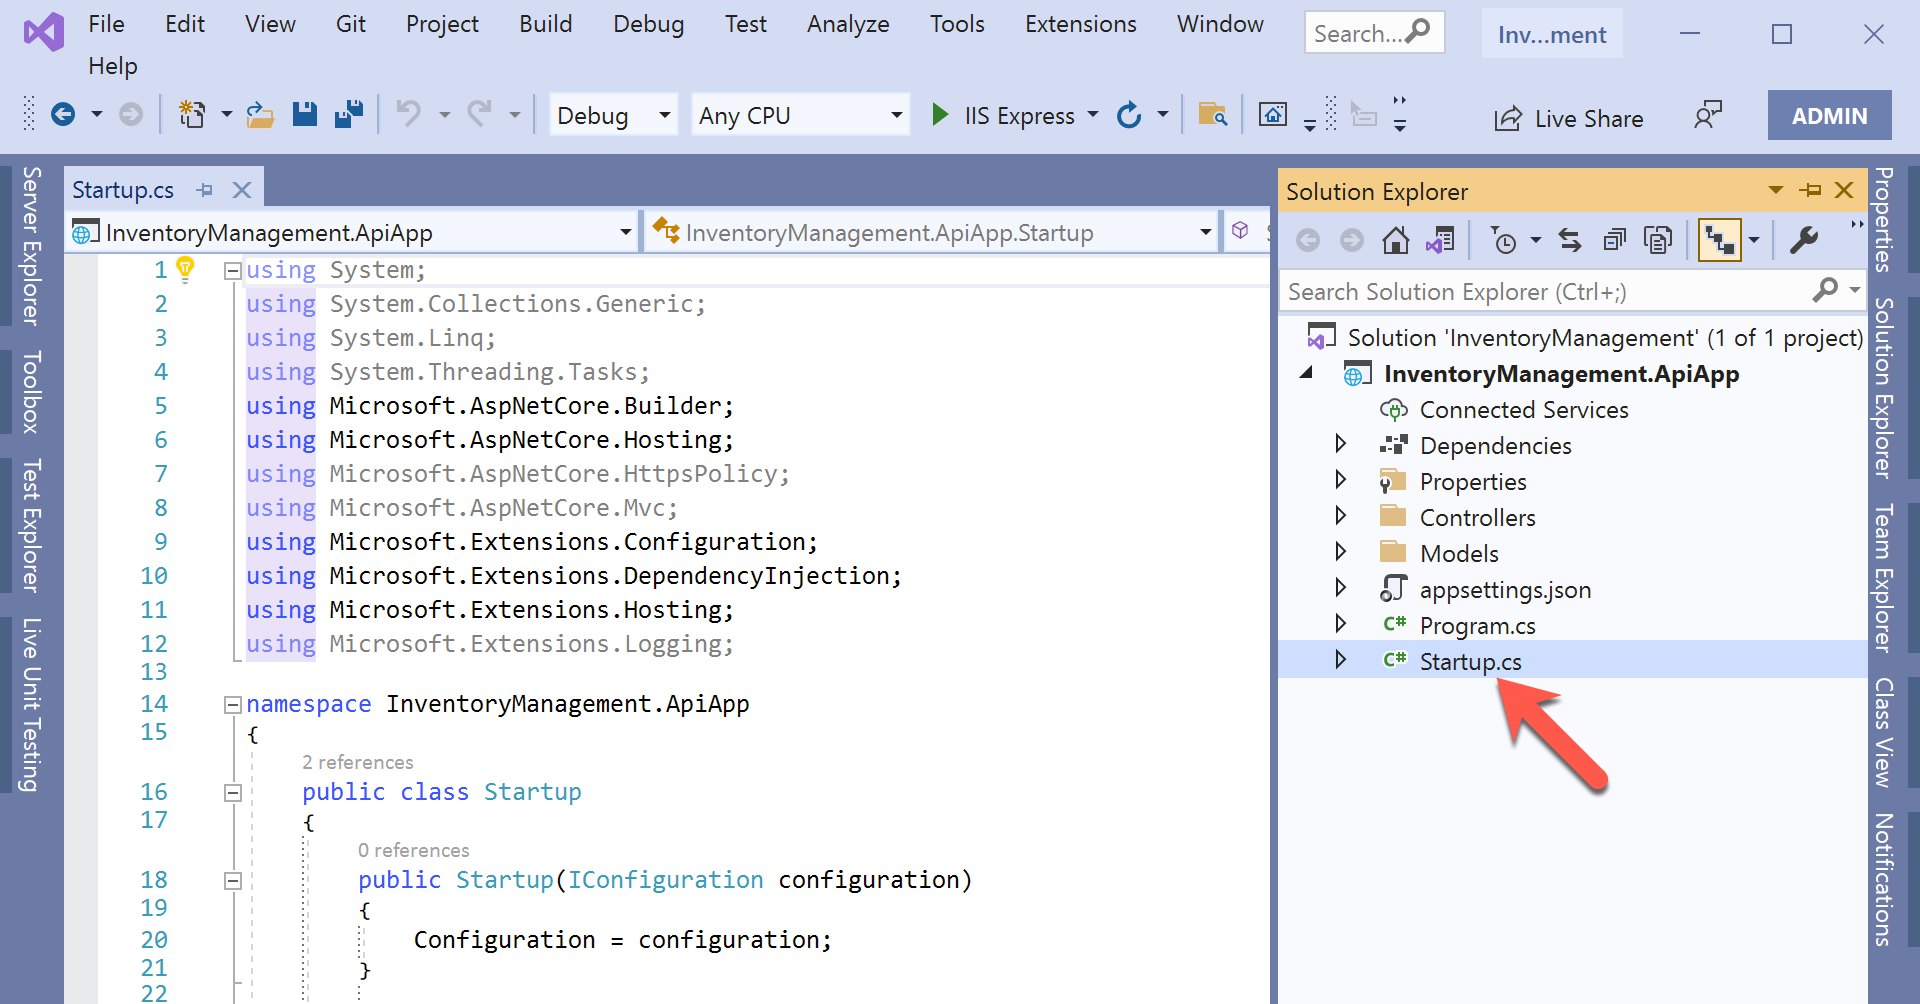 File Edit View Git Project Build Debug Test Analyze Tools Extensions Window Search... Inv...ment
Help
Debug Any CPU IIS Express Live Share ADMIN
Server Explorer
Toolbox
Test Explorer
Live Unit Testing
Startup.cs
InventoryManagement.ApiApp InventoryManagement.ApiApp.Startup
1 using System;
2 using System.Collections.Generic;
3 using System.Linq;
4 using System.Threading.Tasks;
5 using Microsoft.AspNetCore.Builder;
6 using Microsoft.AspNetCore.Hosting;
7 using Microsoft.AspNetCore.HttpsPolicy;
8 using Microsoft.AspNetCore.Mvc;
9 using Microsoft.Extensions.Configuration;
10 using Microsoft.Extensions.DependencyInjection;
11 using Microsoft.Extensions.Hosting;
12 using Microsoft.Extensions.Logging;
13
14 namespace InventoryManagement.ApiApp
15 {
2 references
16 public class Startup
17 {
0 references
18 public Startup(IConfiguration configuration)
19 {
20 Configuration = configuration;
21 }
22
Solution Explorer
Search Solution Explorer (Ctrl+;)
Solution 'InventoryManagement' (1 of 1 project)
InventoryManagement.ApiApp
Connected Services
Dependencies
Properties
Controllers
Models
appsettings.json
C# Program.cs
C# Startup.cs
Properties
Solution Explorer
Team Explorer
Class View
Notifications